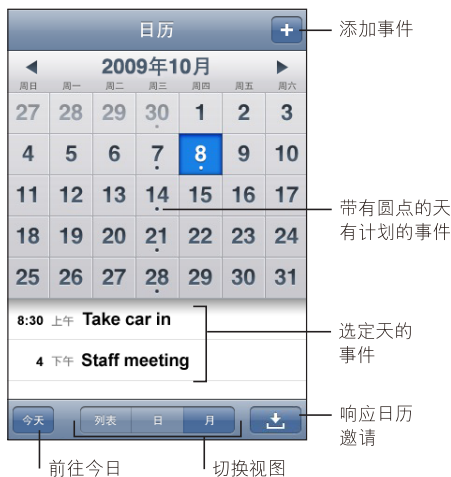 日历
+
添加事件
2009年10月
周日 周一 周二 周三 周四 周五 周六
27 28 29 30 1 2 3
4 5 6 7 8 9 10
11 12 13 14 15 16 17
带有圆点的天
有计划的事件
18 19 20 21 22 23 24
25 26 27 28 29 30 31
8:30 上午 Take car in
4 下午 Staff meeting
选定天的
事件
今天 列表 日 月
响应日历
邀请
前往今日
切换视图